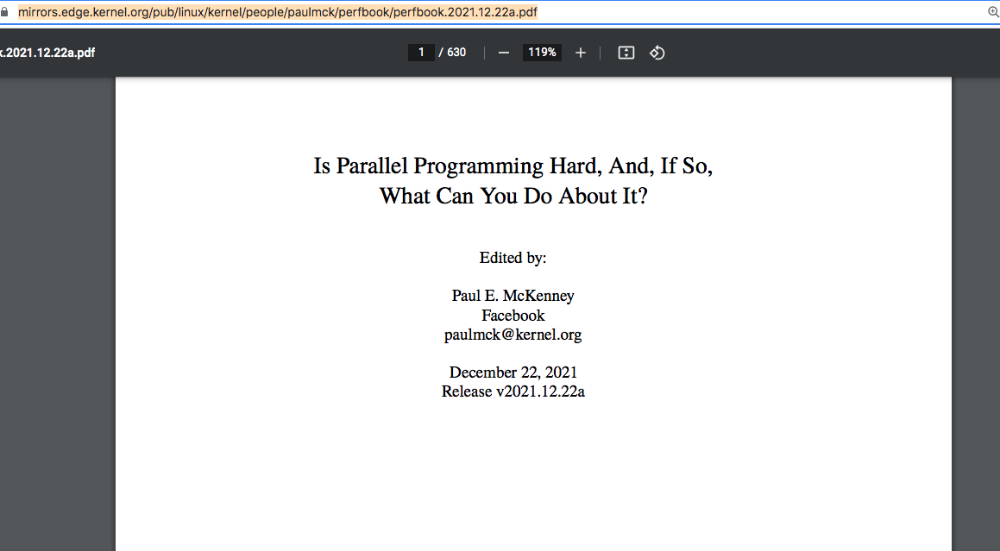 mirrors.edge.kernel.org/pub/linux/kernel/people/paulmck/perfbook/perfbook.2021.12.22a.pdf
.2021.12.22a.pdf
1 / 630
119%
Is Parallel Programming Hard, And, If So,
What Can You Do About It?
Edited by:
Paul E. McKenney
Facebook
paulmck@kernel.org
December 22, 2021
Release v2021.12.22a